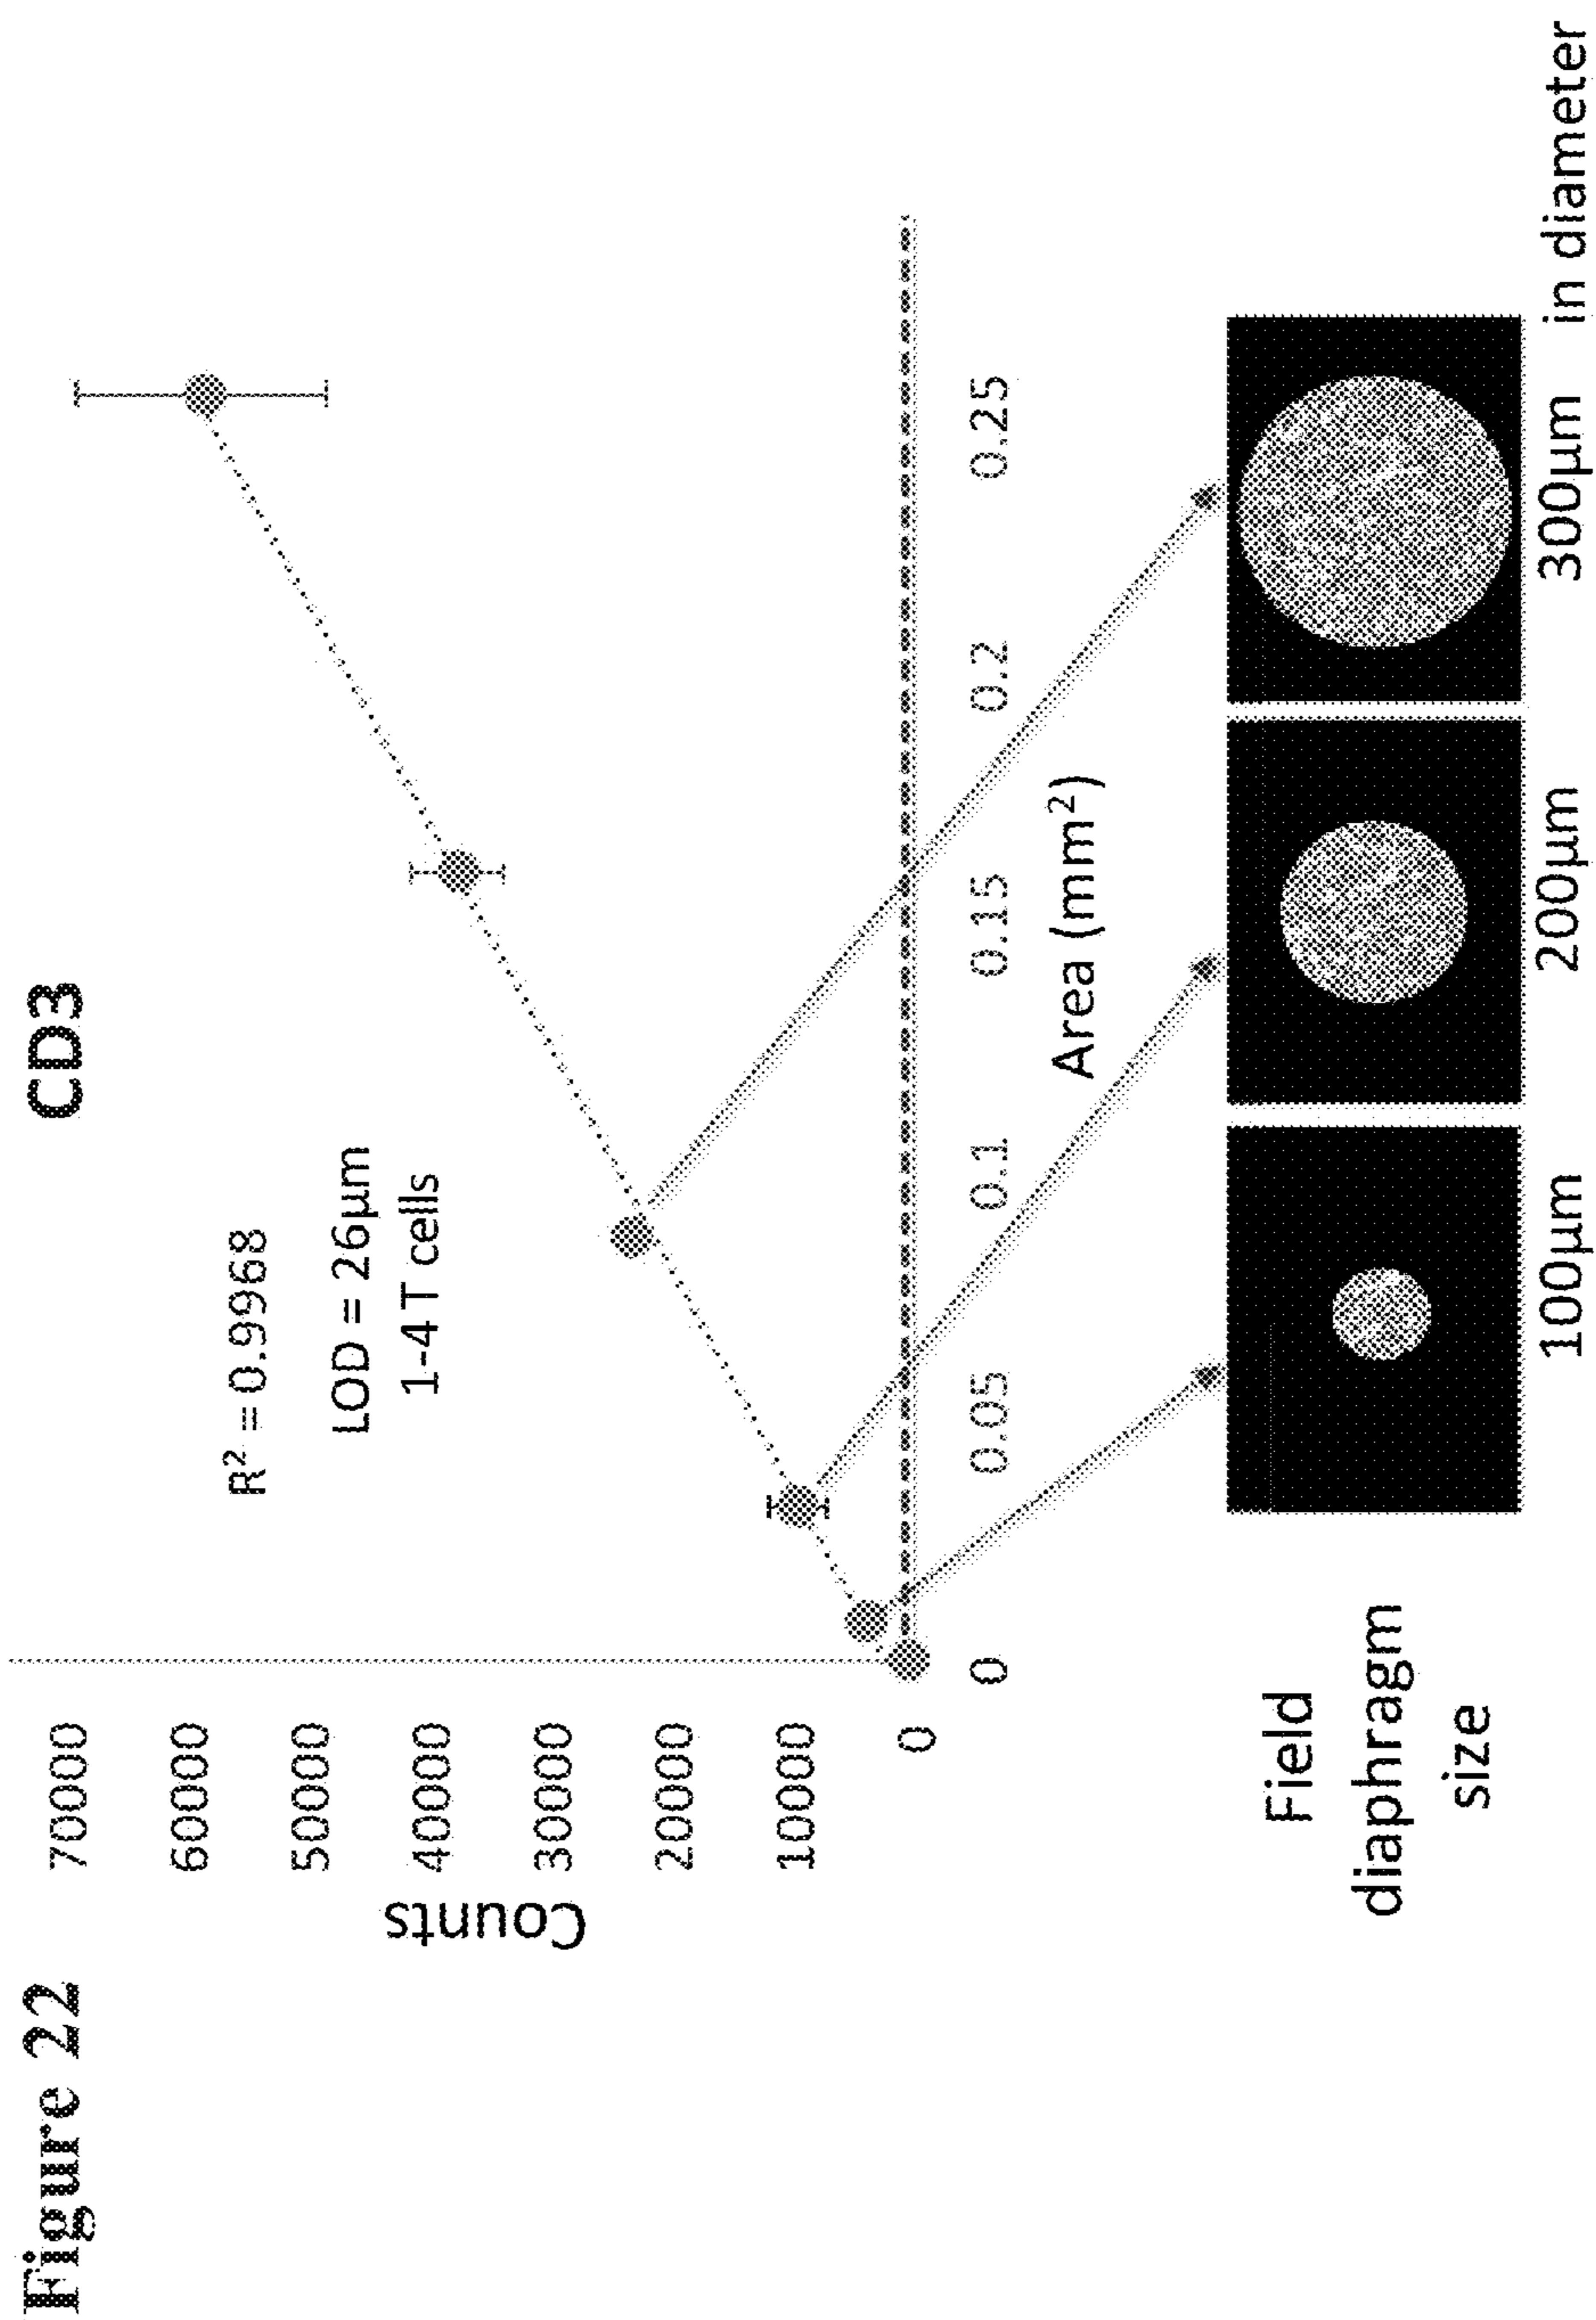 Figure 22
CD3
R² = 0.9968
LOD = 26µm
1-4 T cells
Counts
70000
60000
50000
40000
30000
20000
10000
0
0 0.05 0.1 0.15 0.2 0.25
Area (mm²)
Field
diaphragm
size
100µm 200µm 300µm in diameter